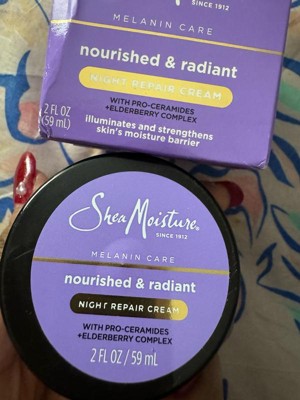 SINCE 1912
MELANIN CARE
nourished & radiant
NIGHT REPAIR CREAM
WITH PRO-CERAMIDES
+ELDERBERRY COMPLEX
2 FL OZ
(59 mL)
illuminates and strengthens
skin's moisture barrier
SheaMoisture®
SINCE 1912
MELANIN CARE
nourished & radiant
NIGHT REPAIR CREAM
WITH PRO-CERAMIDES
+ELDERBERRY COMPLEX
2 FL OZ / 59 mL